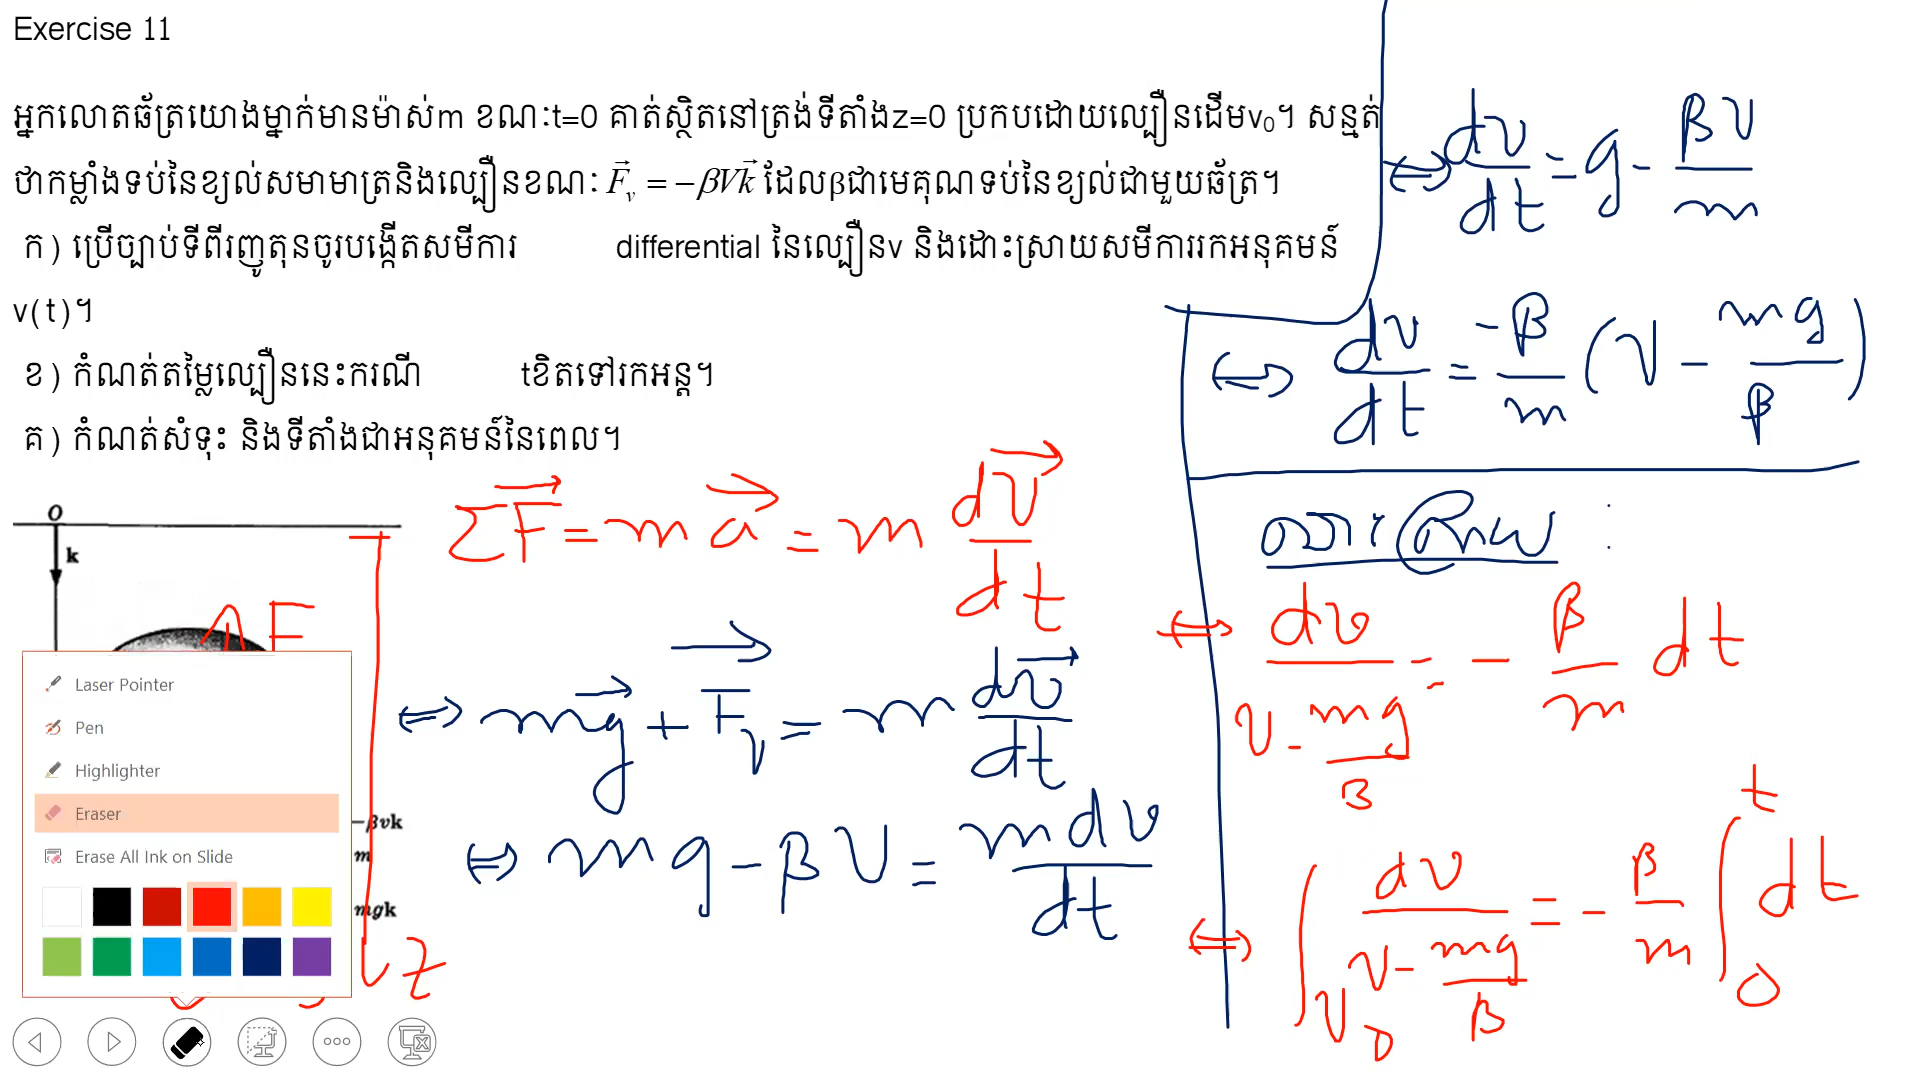 Exercise 11
អ្នកលោតឆ័ត្រយោងម្នាក់មានម៉ាស់m ខណៈt=0 គាត់ស្ថិតនៅត្រង់ទីតាំងz=0 ប្រកបដោយល្បឿនដើមv₀។ សន្មត់
ថាកម្លាំងទប់នៃខ្យល់សមាមាត្រនិងល្បឿនខណៈ F⃗ᵥ = −βVk⃗ ដែលβជាមេគុណទប់នៃខ្យល់ជាមួយឆ័ត្រ។
ក) ប្រើច្បាប់ទីពីរញូតុនចូរបង្កើតសមីការ differential នៃល្បឿនv និងដោះស្រាយសមីការរកអនុគមន៍
v(t)។
ខ) កំណត់តម្លៃល្បឿននេះករណី tខិតទៅរកអនន្ត។
គ) កំណត់សំទុះ និងទីតាំងជាអនុគមន៍នៃពេល។
O
k
F
−βvk
m
mgk
z
ΣF⃗ = ma⃗ = m dv⃗/dt
⇔ mg⃗ + F⃗ᵥ = m dv⃗/dt
⇔ mg − βV = m dv/dt
⇔ dv/dt = g − βV/m
⇔ dv/dt = −β/m (V − mg/β)
ដោះស្រាយ :
⇔ dv/(V − mg/β) = − β/m dt
⇔ ∫ᵥ₀ dv/(V − mg/β) = − β/m ∫₀ᵗ dt
Laser Pointer
Pen
Highlighter
Eraser
Erase All Ink on Slide